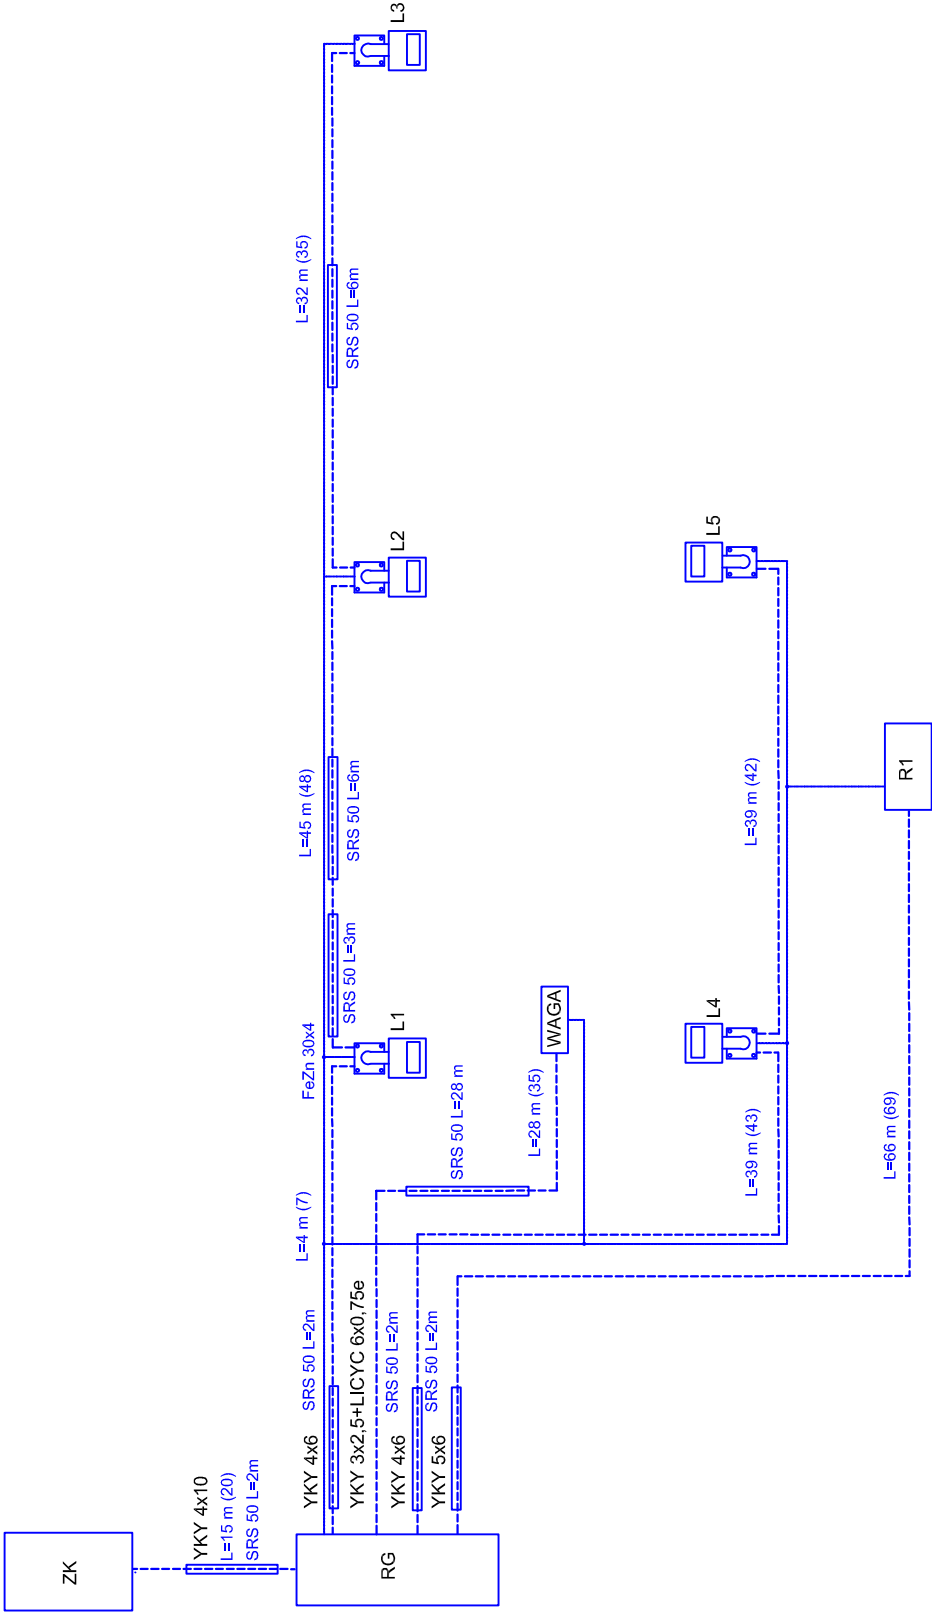 ZK
YKY 4x10
L=15 m (20)
SRS 50 L=2m
RG
YKY 4x6
SRS 50 L=2m
L=4 m (7)
FeZn 30x4
L1
SRS 50 L=3m
L=45 m (48)
SRS 50 L=6m
L2
L=32 m (35)
SRS 50 L=6m
L3
YKY 3x2,5+LICYC 6x0,75e
SRS 50 L=28 m
L=28 m (35)
WAGA
YKY 4x6
SRS 50 L=2m
L=39 m (43)
L4
L=39 m (42)
L5
YKY 5x6
SRS 50 L=2m
L=66 m (69)
R1